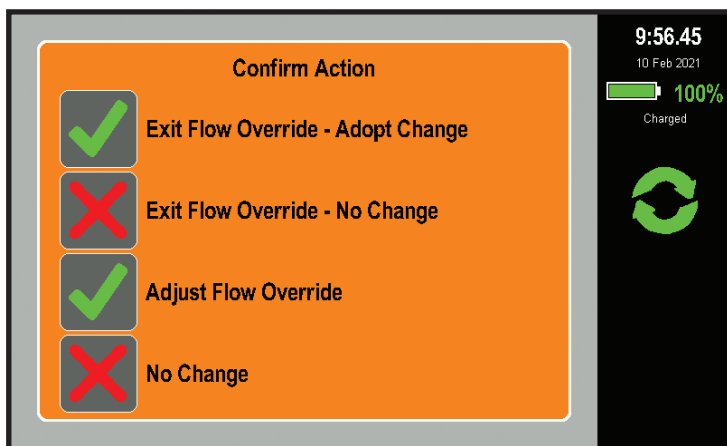 Confirm Action
Exit Flow Override - Adopt Change
Exit Flow Override - No Change
Adjust Flow Override
No Change
9:56.45
10 Feb 2021
100%
Charged